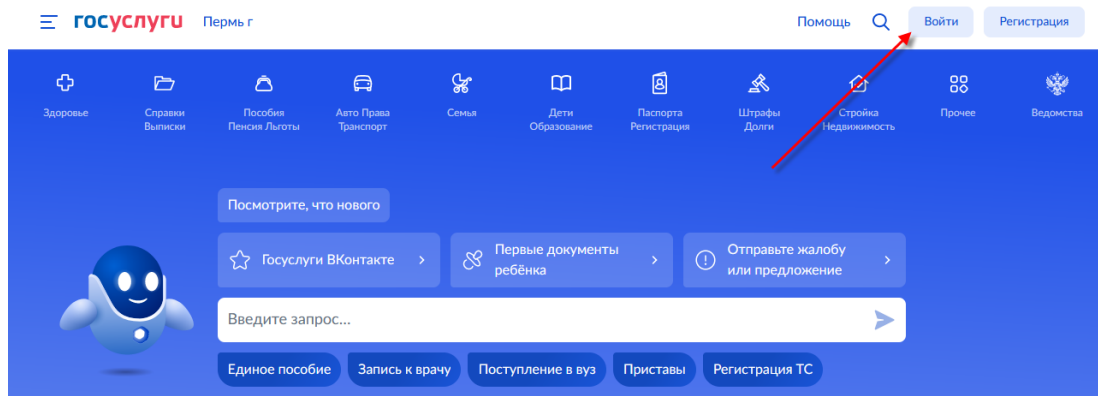 госуслуги Пермь г Помощь Войти Регистрация
Здоровье
Справки
Выписки
Пособия
Пенсия Льготы
Авто Права
Транспорт
Семья
Дети
Образование
Паспорта
Регистрация
Штрафы
Долги
Стройка
Недвижимость
Прочее
Ведомства
Посмотрите, что нового
Госуслуги ВКонтакте
Первые документы
ребёнка
Отправьте жалобу
или предложение
Введите запрос...
Единое пособие Запись к врачу Поступление в вуз Приставы Регистрация ТС